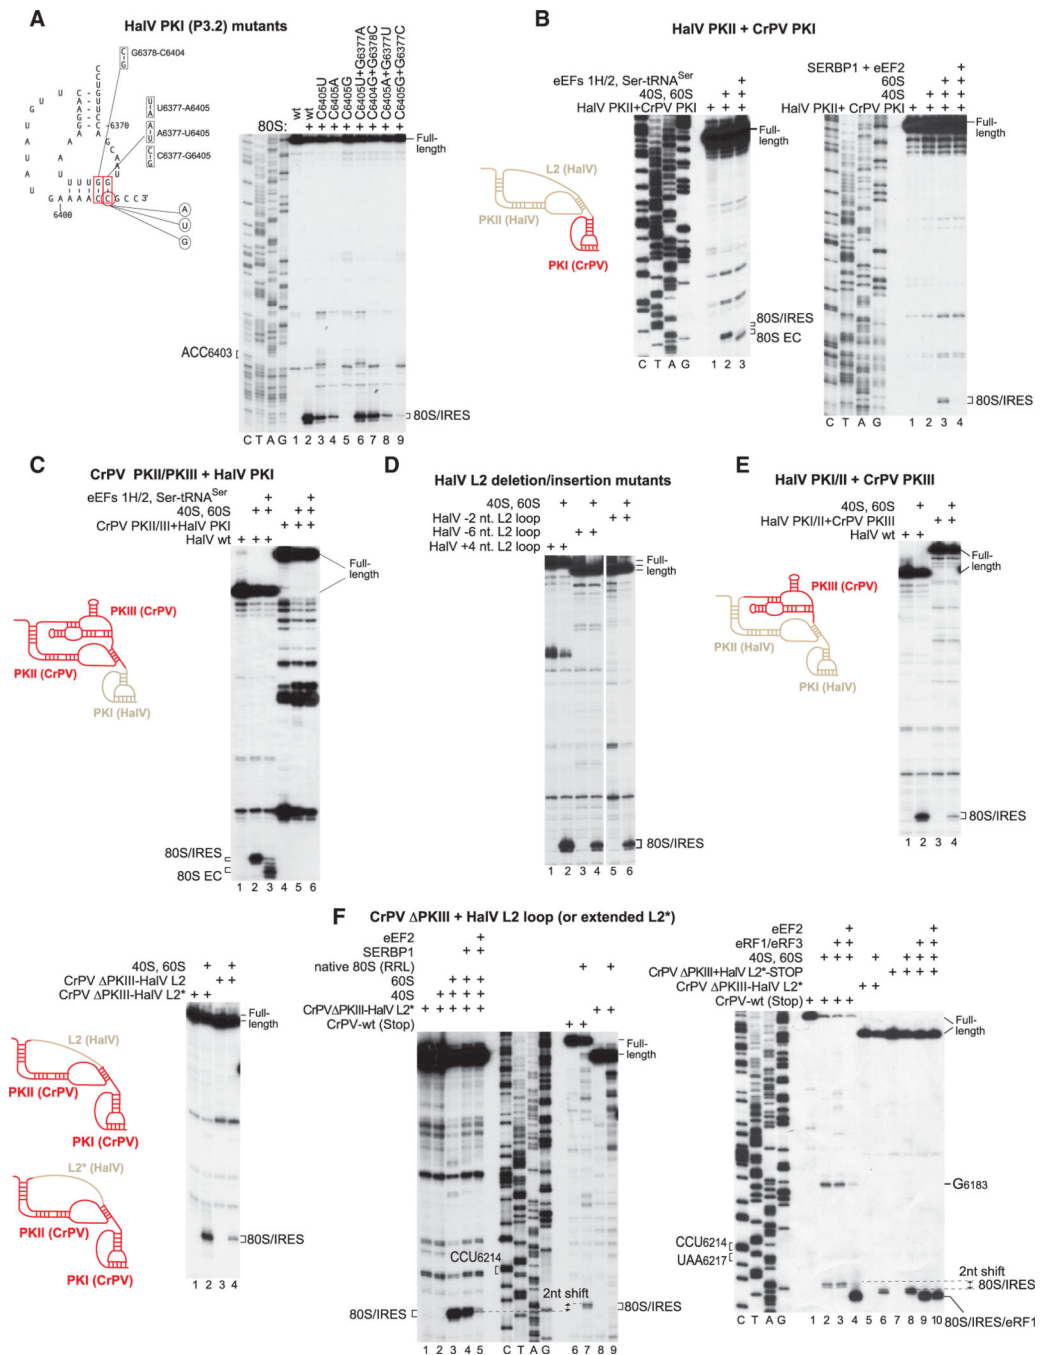 A
HalV PKI (P3.2) mutants
G6378-C6404
U6377-A6405
A6377-U6405
C6377-G6405
6370
6400
3'
A
U
G
80S:
wt
wt
C6405U
C6405A
C6405G
C6405U+G6377A
C6404G+G6378C
C6405A+G6377U
C6405G+G6377C
+ + + + + + + +
Full-length
ACC6403
80S/IRES
C T A G 1 2 3 4 5 6 7 8 9
B
HalV PKII + CrPV PKI
eEFs 1H/2, Ser-tRNASer +
40S, 60S + +
HalV PKII+CrPV PKI + + +
Full-length
L2 (HalV)
PKII (HalV)
PKI (CrPV)
80S/IRES
80S EC
C T A G 1 2 3
SERBP1 + eEF2 +
60S + +
40S + + +
HalV PKII+ CrPV PKI + + + +
Full-length
80S/IRES
C T A G 1 2 3 4
C
CrPV PKII/PKIII + HalV PKI
eEFs 1H/2, Ser-tRNASer + +
40S, 60S + + + +
CrPV PKII/III+HalV PKI + + +
HalV wt + + +
Full-length
PKIII (CrPV)
PKII (CrPV)
PKI (HalV)
80S/IRES
80S EC
1 2 3 4 5 6
D
HalV L2 deletion/insertion mutants
40S, 60S + + +
HalV -2 nt. L2 loop + +
HalV -6 nt. L2 loop + +
HalV +4 nt. L2 loop + +
Full-length
80S/IRES
1 2 3 4 5 6
E
HalV PKI/II + CrPV PKIII
40S, 60S + +
HalV PKI/II+CrPV PKIII + +
HalV wt + +
Full-length
PKIII (CrPV)
PKII (HalV)
PKI (HalV)
80S/IRES
1 2 3 4
F
CrPV ΔPKIII + HalV L2 loop (or extended L2*)
40S, 60S + +
CrPV ΔPKIII-HalV L2 + +
CrPV ΔPKIII-HalV L2* + +
Full-length
L2 (HalV)
PKII (CrPV)
PKI (CrPV)
L2* (HalV)
PKII (CrPV)
PKI (CrPV)
80S/IRES
1 2 3 4
eEF2 +
SERBP1 + +
native 80S (RRL) + +
60S + + +
40S + + + +
CrPVΔPKIII-HalV L2* + + + + + + +
CrPV-wt (Stop) + +
Full-length
CCU6214
2nt shift
80S/IRES
80S/IRES
1 2 3 4 5 C T A G 6 7 8 9
eEF2 + +
eRF1/eRF3 + + + +
40S, 60S + + + + + + +
CrPV ΔPKIII+HalV L2*-STOP + + + +
CrPV ΔPKIII-HalV L2* + +
CrPV-wt (Stop) + + + +
Full-length
G6183
CCU6214
UAA6217
2nt shift
80S/IRES
80S/IRES/eRF1
C T A G 1 2 3 4 5 6 7 8 9 10